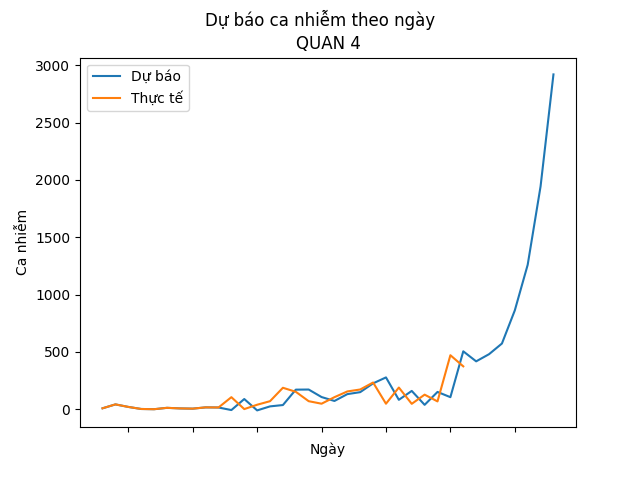 Dự báo ca nhiễm theo ngày
QUAN 4
Dự báo
Thực tế
3000
2500
2000
1500
1000
500
0
Ca nhiễm
Ngày